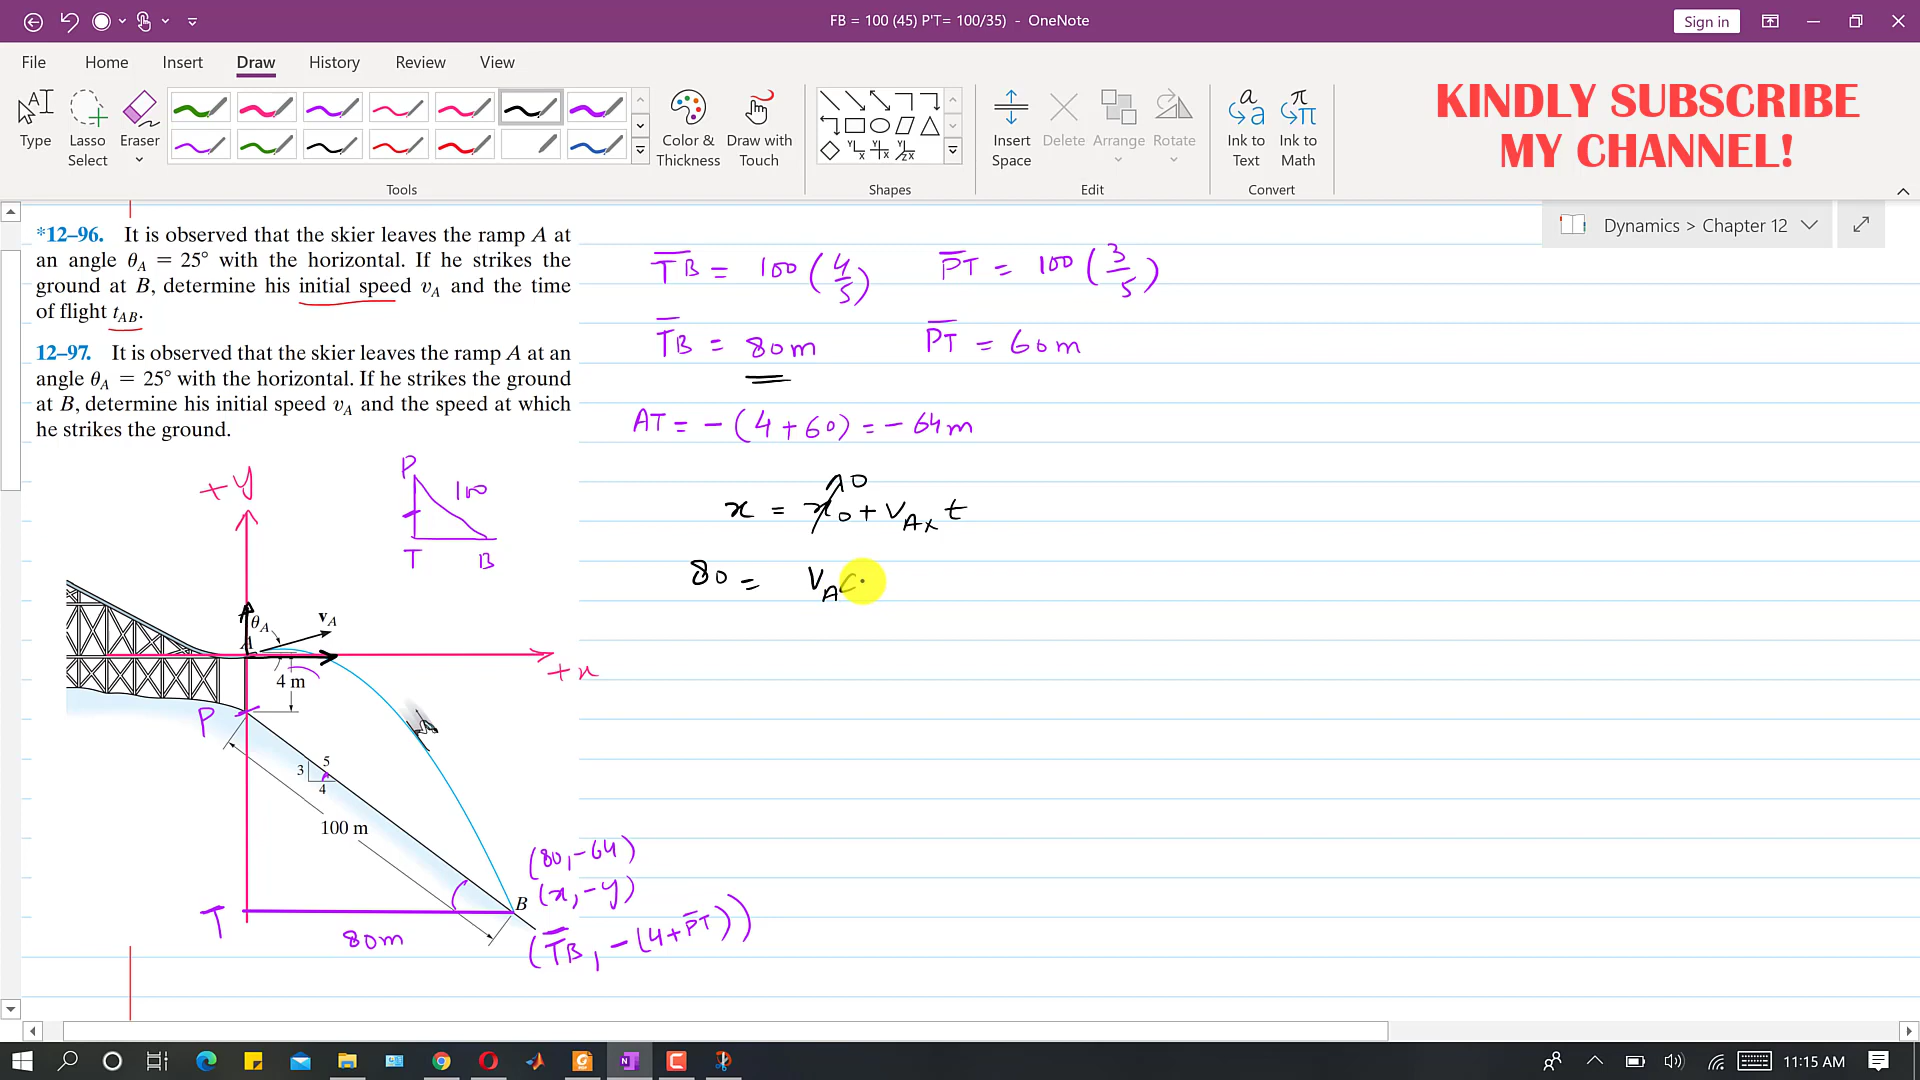 FB = 100 (45) P'T= 100/35) - OneNote
Sign in
File Home Insert Draw History Review View
KINDLY SUBSCRIBE
MY CHANNEL!
Type
Lasso Select
Eraser
Color & Thickness
Draw with Touch
Insert Space
Delete
Arrange
Rotate
Ink to Text
Ink to Math
Tools
Shapes
Edit
Convert
Dynamics > Chapter 12
*12–96. It is observed that the skier leaves the ramp A at
an angle θA = 25° with the horizontal. If he strikes the
ground at B, determine his initial speed vA and the time
of flight tAB.
12–97. It is observed that the skier leaves the ramp A at an
angle θA = 25° with the horizontal. If he strikes the ground
at B, determine his initial speed vA and the speed at which
he strikes the ground.
TB = 100 (4/5) PT = 100 (3/5)
TB = 80m PT = 60m
AT = - (4+60) = - 64m
x = x0 + VAx t
0
80 = VA c
+y
P
100
T B
θA
vA
A
4 m
+x
P
3 5
4
100 m
(80,-64)
(x,-y)
B
T
80m
(TB, -(4+PT))
11:15 AM